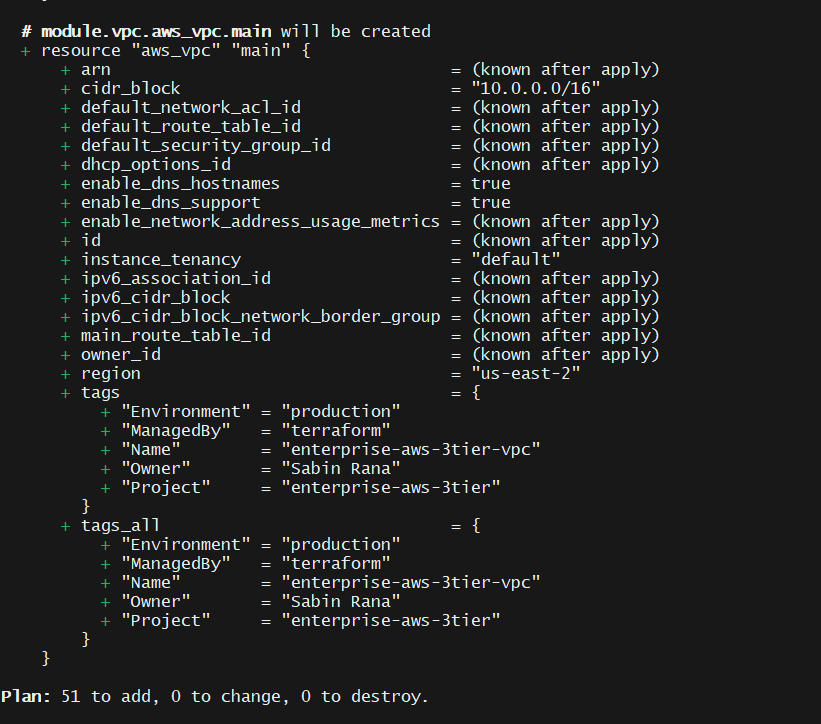 # module.vpc.aws_vpc.main will be created
+ resource "aws_vpc" "main" {
+ arn = (known after apply)
+ cidr_block = "10.0.0.0/16"
+ default_network_acl_id = (known after apply)
+ default_route_table_id = (known after apply)
+ default_security_group_id = (known after apply)
+ dhcp_options_id = (known after apply)
+ enable_dns_hostnames = true
+ enable_dns_support = true
+ enable_network_address_usage_metrics = (known after apply)
+ id = (known after apply)
+ instance_tenancy = "default"
+ ipv6_association_id = (known after apply)
+ ipv6_cidr_block = (known after apply)
+ ipv6_cidr_block_network_border_group = (known after apply)
+ main_route_table_id = (known after apply)
+ owner_id = (known after apply)
+ region = "us-east-2"
+ tags = {
+ "Environment" = "production"
+ "ManagedBy" = "terraform"
+ "Name" = "enterprise-aws-3tier-vpc"
+ "Owner" = "Sabin Rana"
+ "Project" = "enterprise-aws-3tier"
}
+ tags_all = {
+ "Environment" = "production"
+ "ManagedBy" = "terraform"
+ "Name" = "enterprise-aws-3tier-vpc"
+ "Owner" = "Sabin Rana"
+ "Project" = "enterprise-aws-3tier"
}
}
Plan: 51 to add, 0 to change, 0 to destroy.